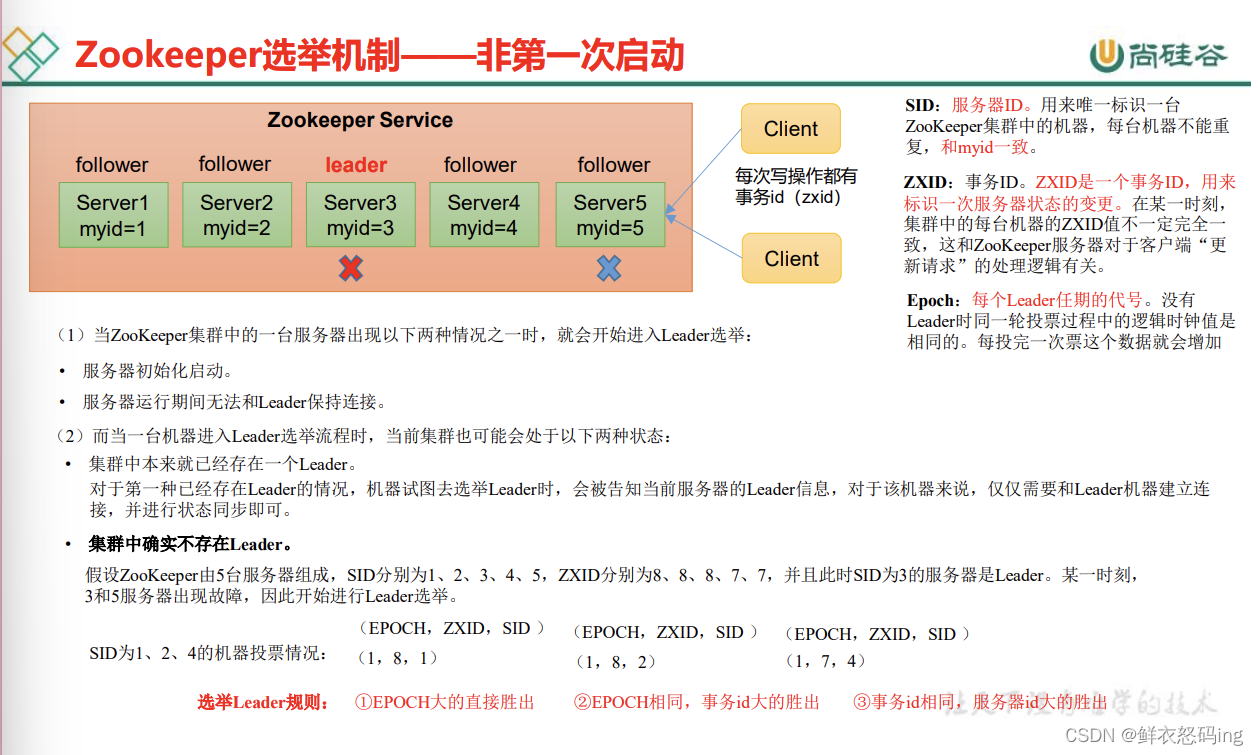 Zookeeper选举机制——非第一次启动
尚硅谷
Zookeeper Service
follower
follower
leader
follower
follower
Server1
myid=1
Server2
myid=2
Server3
myid=3
Server4
myid=4
Server5
myid=5
Client
每次写操作都有
事务id（zxid）
Client
SID：服务器ID。用来唯一标识一台
ZooKeeper集群中的机器，每台机器不能重
复，和myid一致。
ZXID：事务ID。ZXID是一个事务ID，用来
标识一次服务器状态的变更。在某一时刻，
集群中的每台机器的ZXID值不一定完全一
致，这和ZooKeeper服务器对于客户端“更
新请求”的处理逻辑有关。
Epoch：每个Leader任期的代号。没有
Leader时同一轮投票过程中的逻辑时钟值是
相同的。每投完一次票这个数据就会增加
（1）当ZooKeeper集群中的一台服务器出现以下两种情况之一时，就会开始进入Leader选举：
• 服务器初始化启动。
• 服务器运行期间无法和Leader保持连接。
（2）而当一台机器进入Leader选举流程时，当前集群也可能会处于以下两种状态：
• 集群中本来就已经存在一个Leader。
对于第一种已经存在Leader的情况，机器试图去选举Leader时，会被告知当前服务器的Leader信息，对于该机器来说，仅仅需要和Leader机器建立连
接，并进行状态同步即可。
• 集群中确实不存在Leader。
假设ZooKeeper由5台服务器组成，SID分别为1、2、3、4、5，ZXID分别为8、8、8、7、7，并且此时SID为3的服务器是Leader。某一时刻，
3和5服务器出现故障，因此开始进行Leader选举。
（EPOCH，ZXID，SID ）
（EPOCH，ZXID，SID ）
（EPOCH，ZXID，SID ）
SID为1、2、4的机器投票情况：
（1，8，1）
（1，8，2）
（1，7，4）
选举Leader规则：
①EPOCH大的直接胜出
②EPOCH相同，事务id大的胜出
③事务id相同，服务器id大的胜出
让天下没有难学的技术
CSDN @鲜衣怒码ing